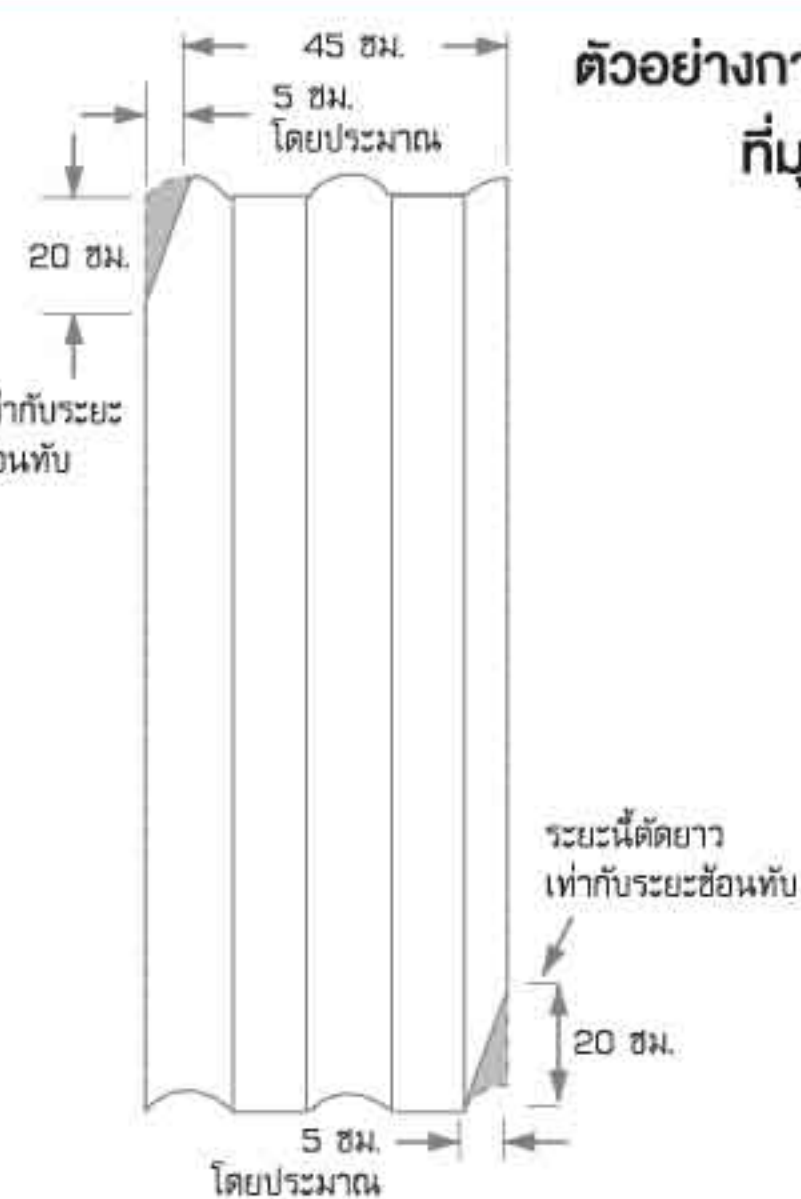 45 ซม.
5 ซม.
โดยประมาณ
ตัวอย่างกา
ที่มุ
20 ซม.
ากับระยะ
อนทับ
ระยะนี้ตัดยาว
เท่ากับระยะซ้อนทับ
20 ซม.
5 ซม.
โดยประมาณ